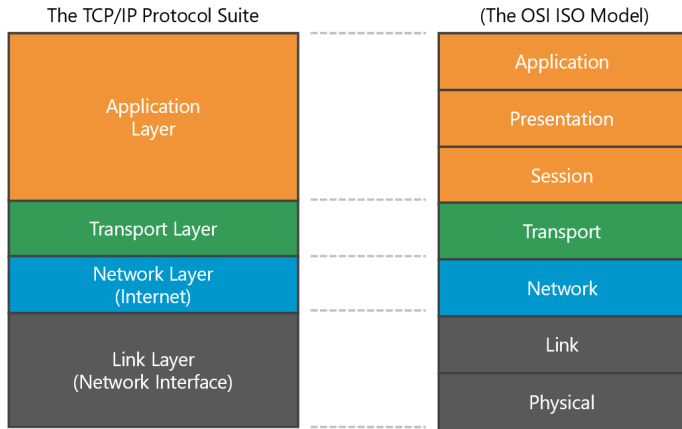 The TCP/IP Protocol Suite
(The OSI ISO Model)
Application
Layer
Transport Layer
Network Layer
(Internet)
Link Layer
(Network Interface)
Application
Presentation
Session
Transport
Network
Link
Physical